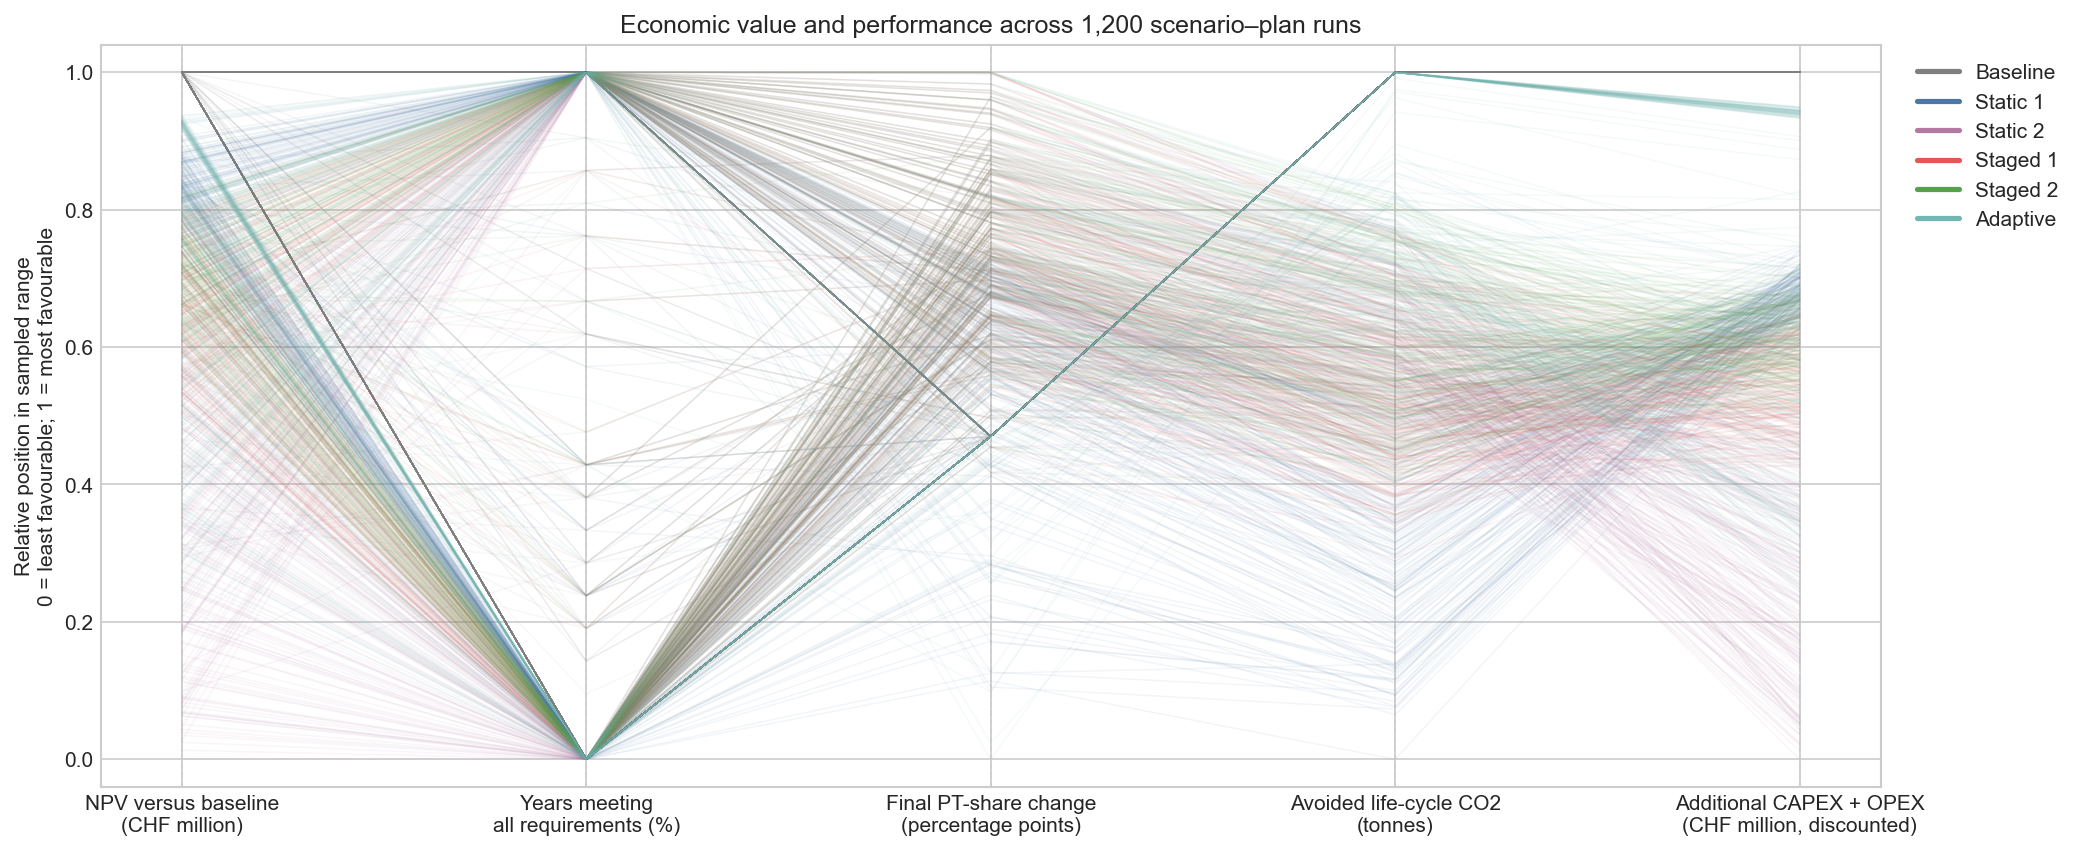 Economic value and performance across 1,200 scenario–plan runs
Relative position in sampled range
0 = least favourable; 1 = most favourable
1.0
0.8
0.6
0.4
0.2
0.0
NPV versus baseline
(CHF million)
Years meeting
all requirements (%)
Final PT-share change
(percentage points)
Avoided life-cycle CO2
(tonnes)
Additional CAPEX + OPEX
(CHF million, discounted)
Baseline
Static 1
Static 2
Staged 1
Staged 2
Adaptive